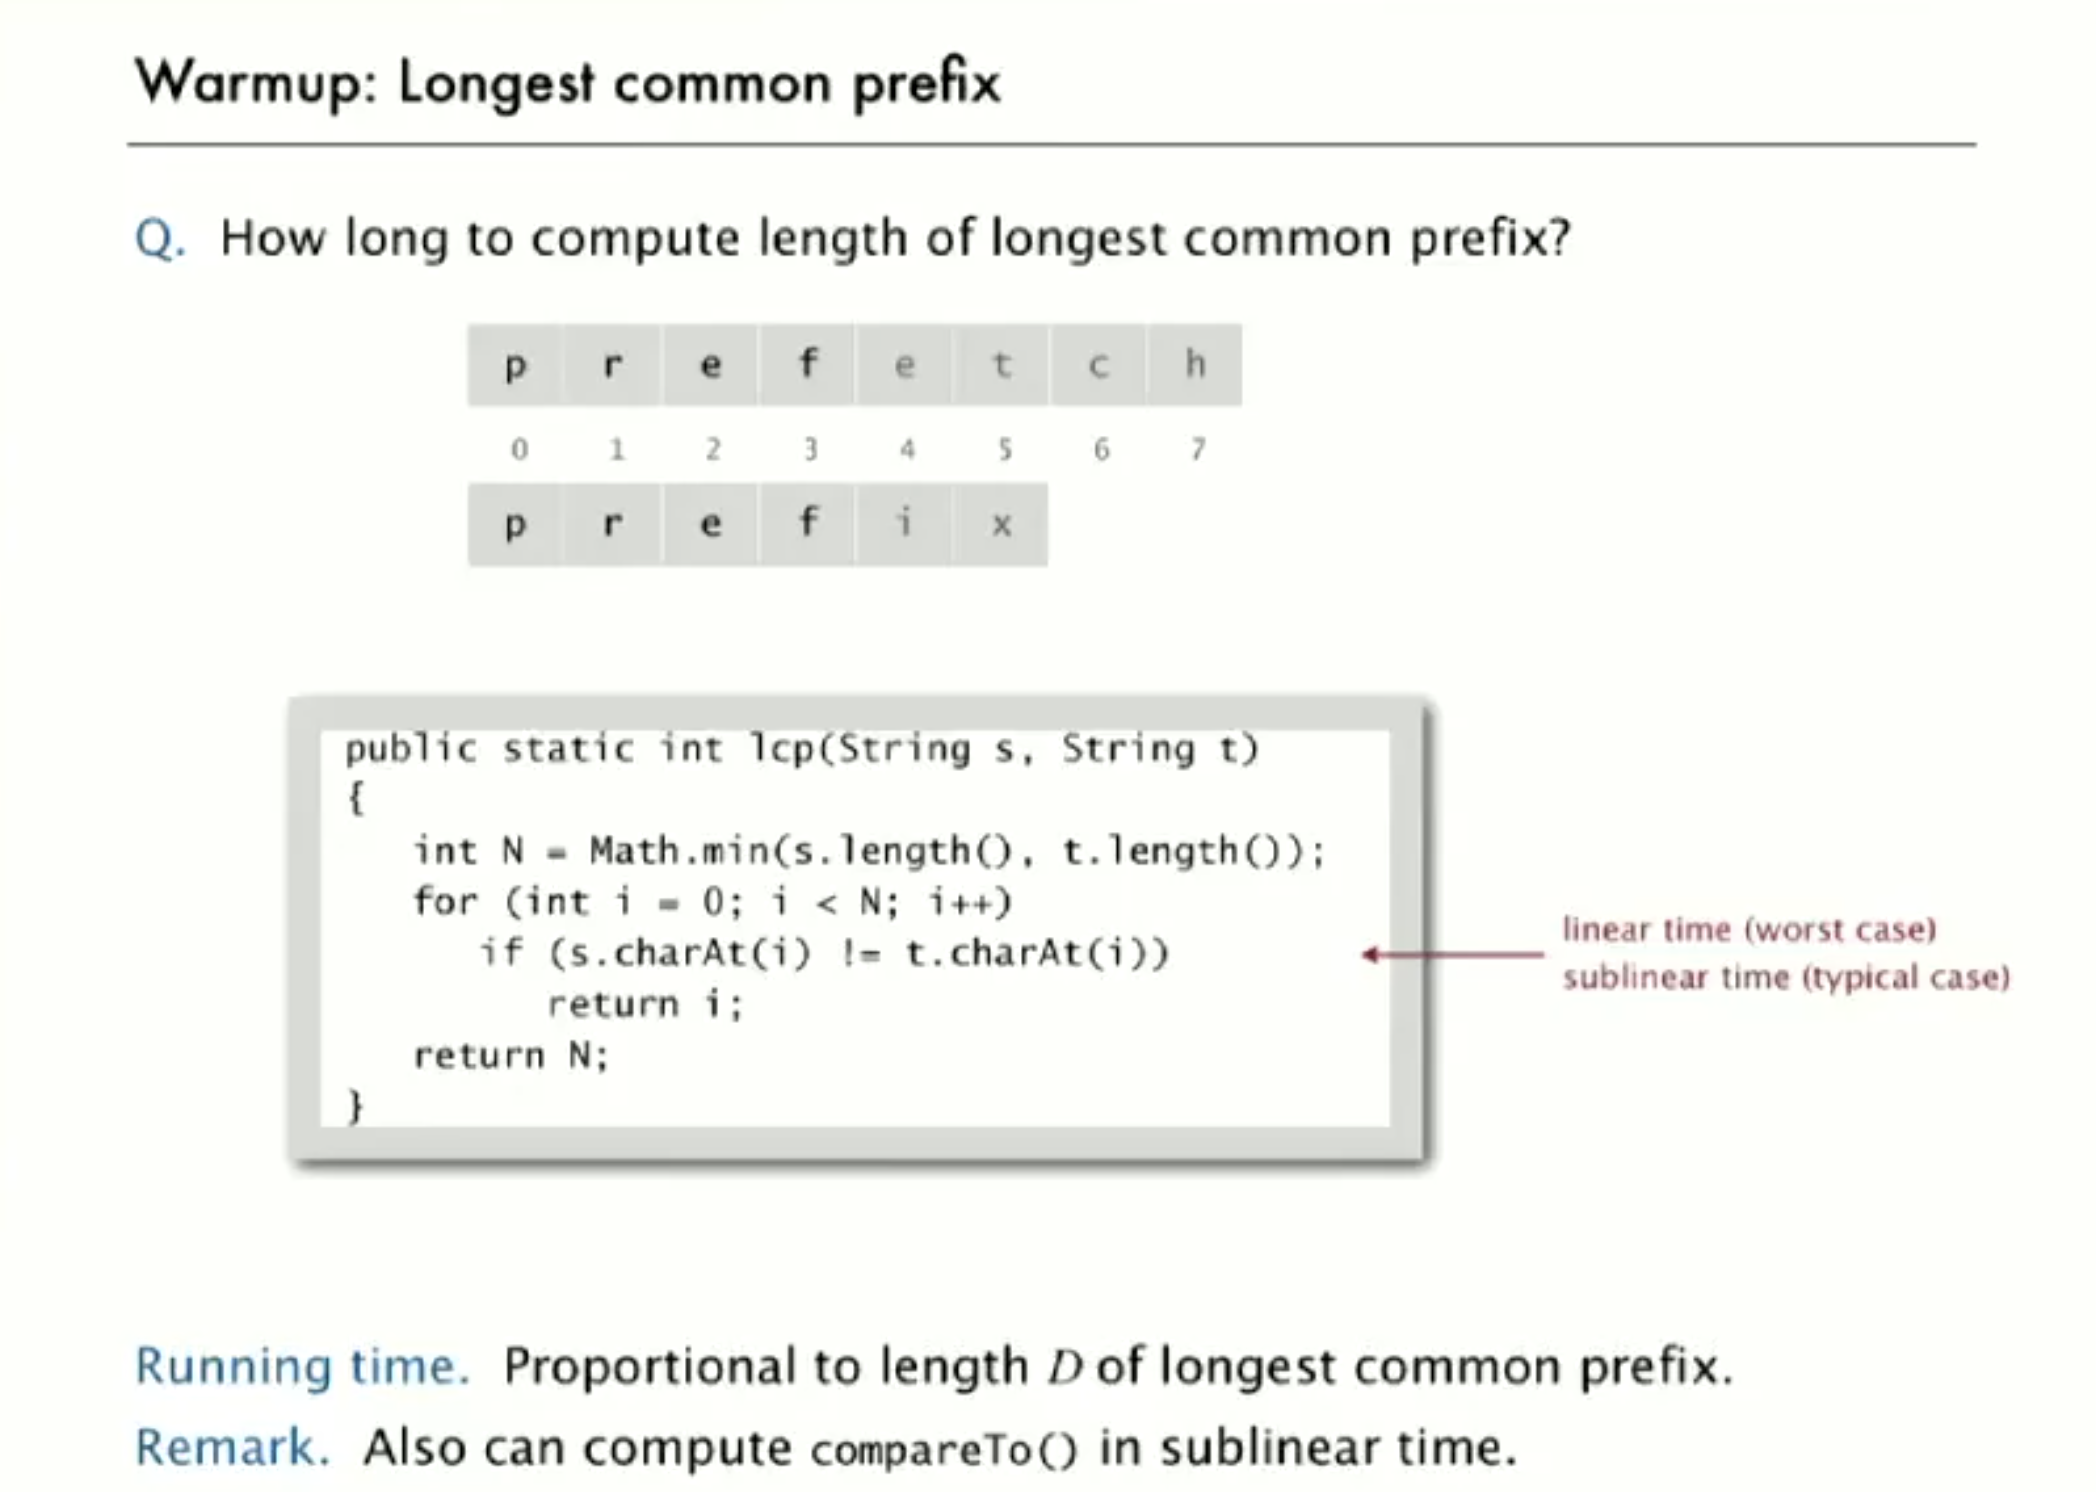 Warmup: Longest common prefix
Q. How long to compute length of longest common prefix?
p r e f e t c h
0 1 2 3 4 5 6 7
p r e f i x
public static int lcp(String s, String t)
{
int N = Math.min(s.length(), t.length());
for (int i = 0; i < N; i++)
if (s.charAt(i) != t.charAt(i))
return i;
return N;
}
linear time (worst case)
sublinear time (typical case)
Running time. Proportional to length D of longest common prefix.
Remark. Also can compute compareTo() in sublinear time.